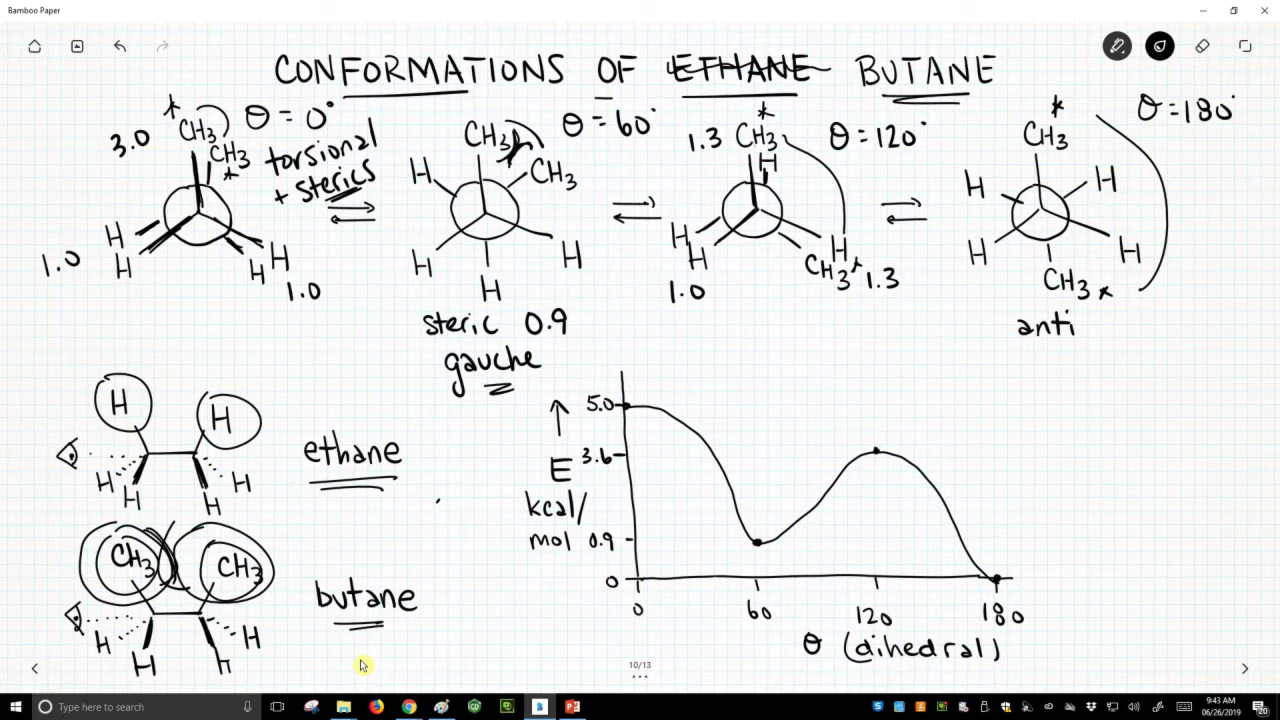 Bamboo Paper
CONFORMATIONS OF ETHANE BUTANE
3.0
*
CH3
CH3
*
θ = 0°
torsional
+ sterics
H
H
H
H
1.0
1.0
θ = 60°
CH3
CH3
H
H
H
H
steric 0.9
gauche
1.3
*
CH3
H
θ = 120°
H
H
H
CH3*
1.3
1.0
θ = 180°
*
CH3
H
H
H
H
CH3*
anti
H
H
H
H
H
H
ethane
CH3
CH3
H
H
H
H
butane
↑
E
kcal/
mol
5.0
3.6
0.9
0
0
60
120
180
θ (dihedral)
10/13
Type here to search
9:43 AM
06/26/2019
20